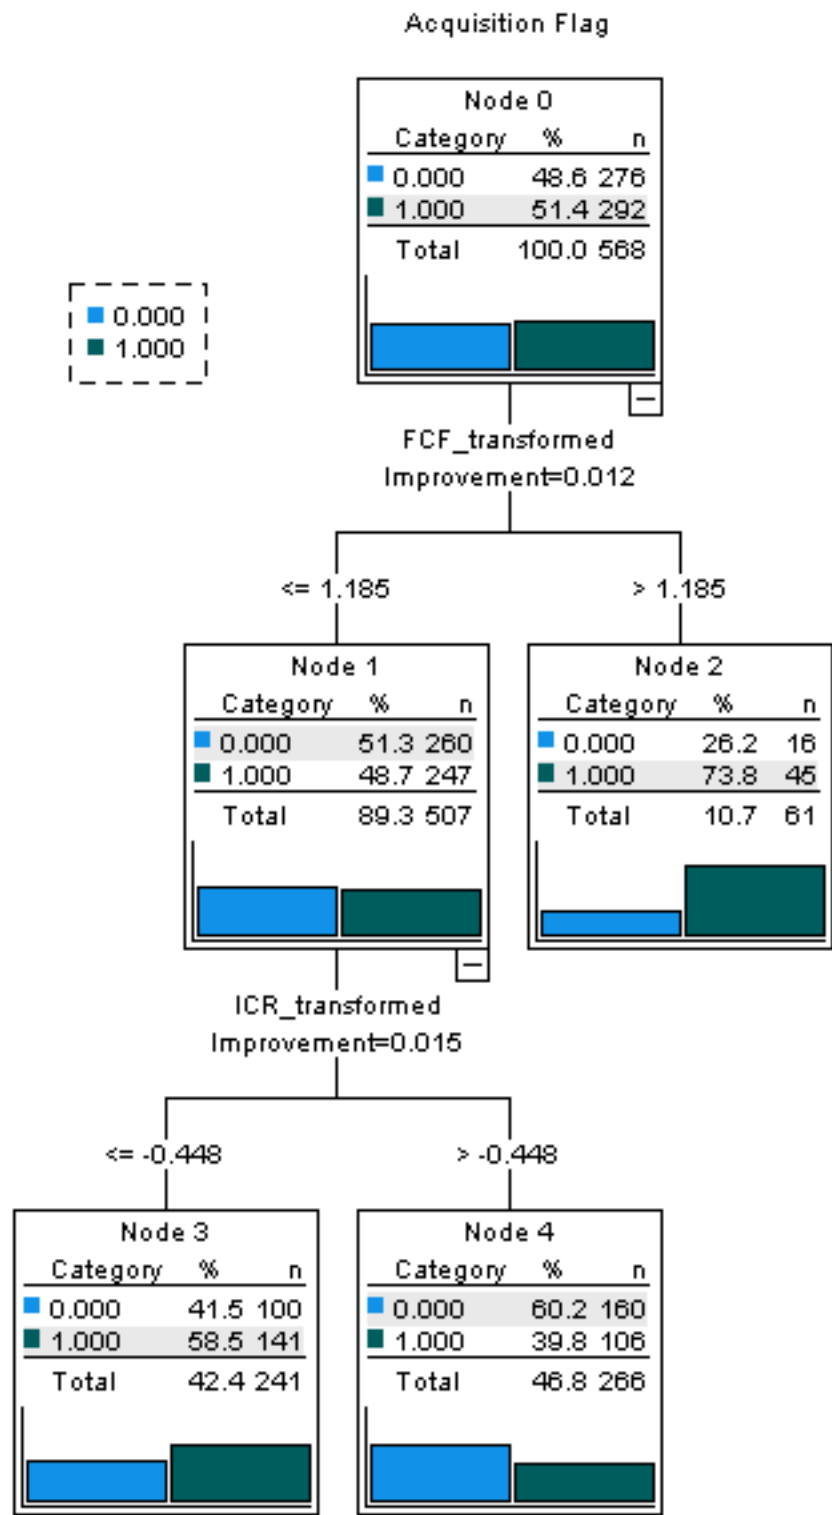 Acquisition Flag
Node 0
Category % n
0.000 48.6 276
1.000 51.4 292
Total 100.0 568
0.000
1.000
FCF_transformed
Improvement=0.012
<= 1.185
> 1.185
Node 1
Category % n
0.000 51.3 260
1.000 48.7 247
Total 89.3 507
Node 2
Category % n
0.000 26.2 16
1.000 73.8 45
Total 10.7 61
ICR_transformed
Improvement=0.015
<= -0.448
> -0.448
Node 3
Category % n
0.000 41.5 100
1.000 58.5 141
Total 42.4 241
Node 4
Category % n
0.000 60.2 160
1.000 39.8 106
Total 46.8 266